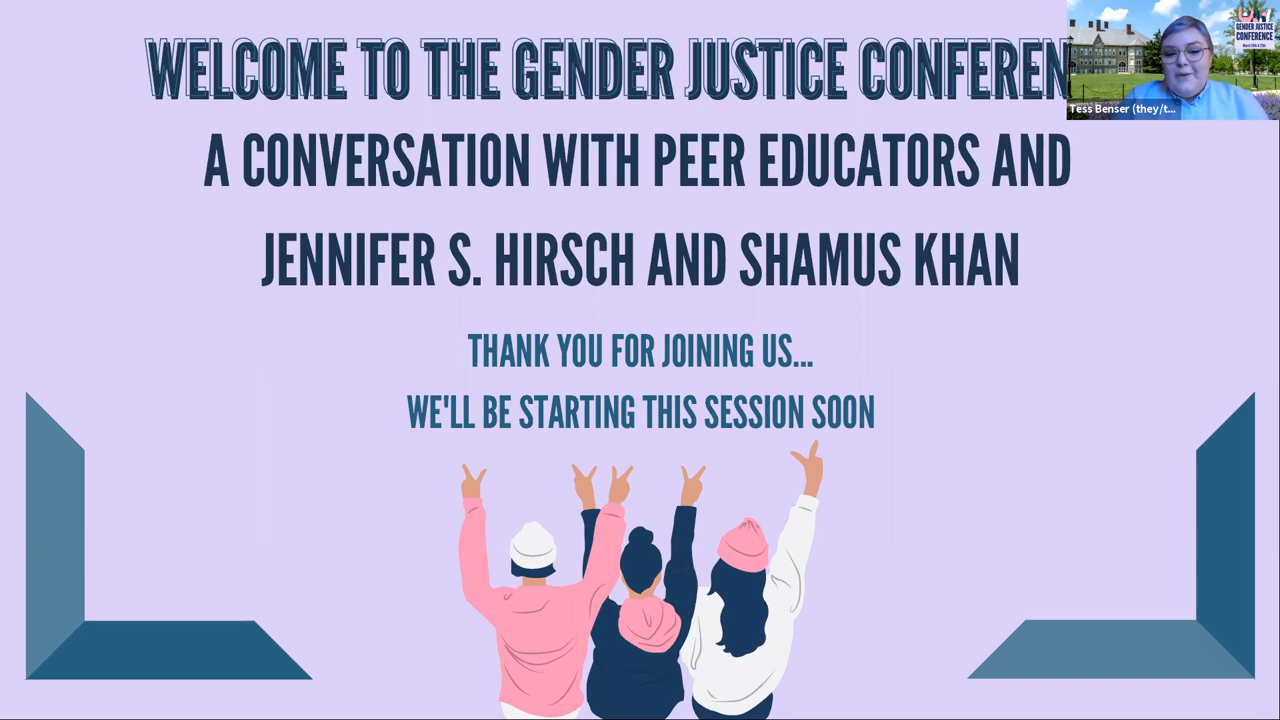 WELCOME TO THE GENDER JUSTICE CONFEREN
A CONVERSATION WITH PEER EDUCATORS AND
JENNIFER S. HIRSCH AND SHAMUS KHAN
THANK YOU FOR JOINING US...
WE'LL BE STARTING THIS SESSION SOON
GENDER JUSTICE
CONFERENCE
Tess Benser (they/t...